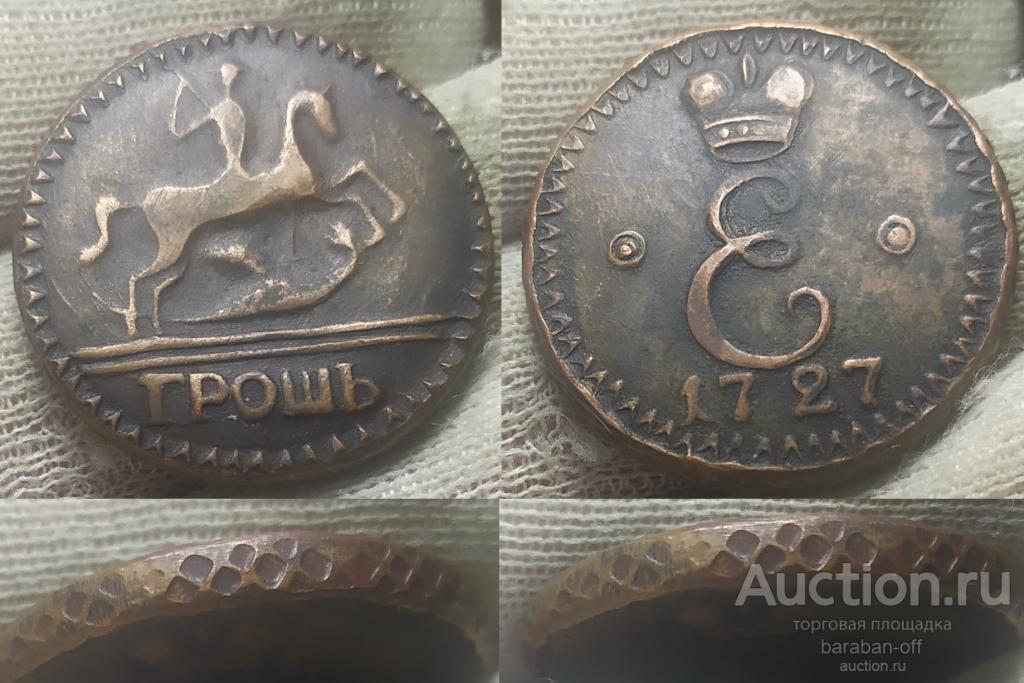 ГРОШЬ
Е
1727
Auction.ru
торговая площадка
baraban-off
auction.ru